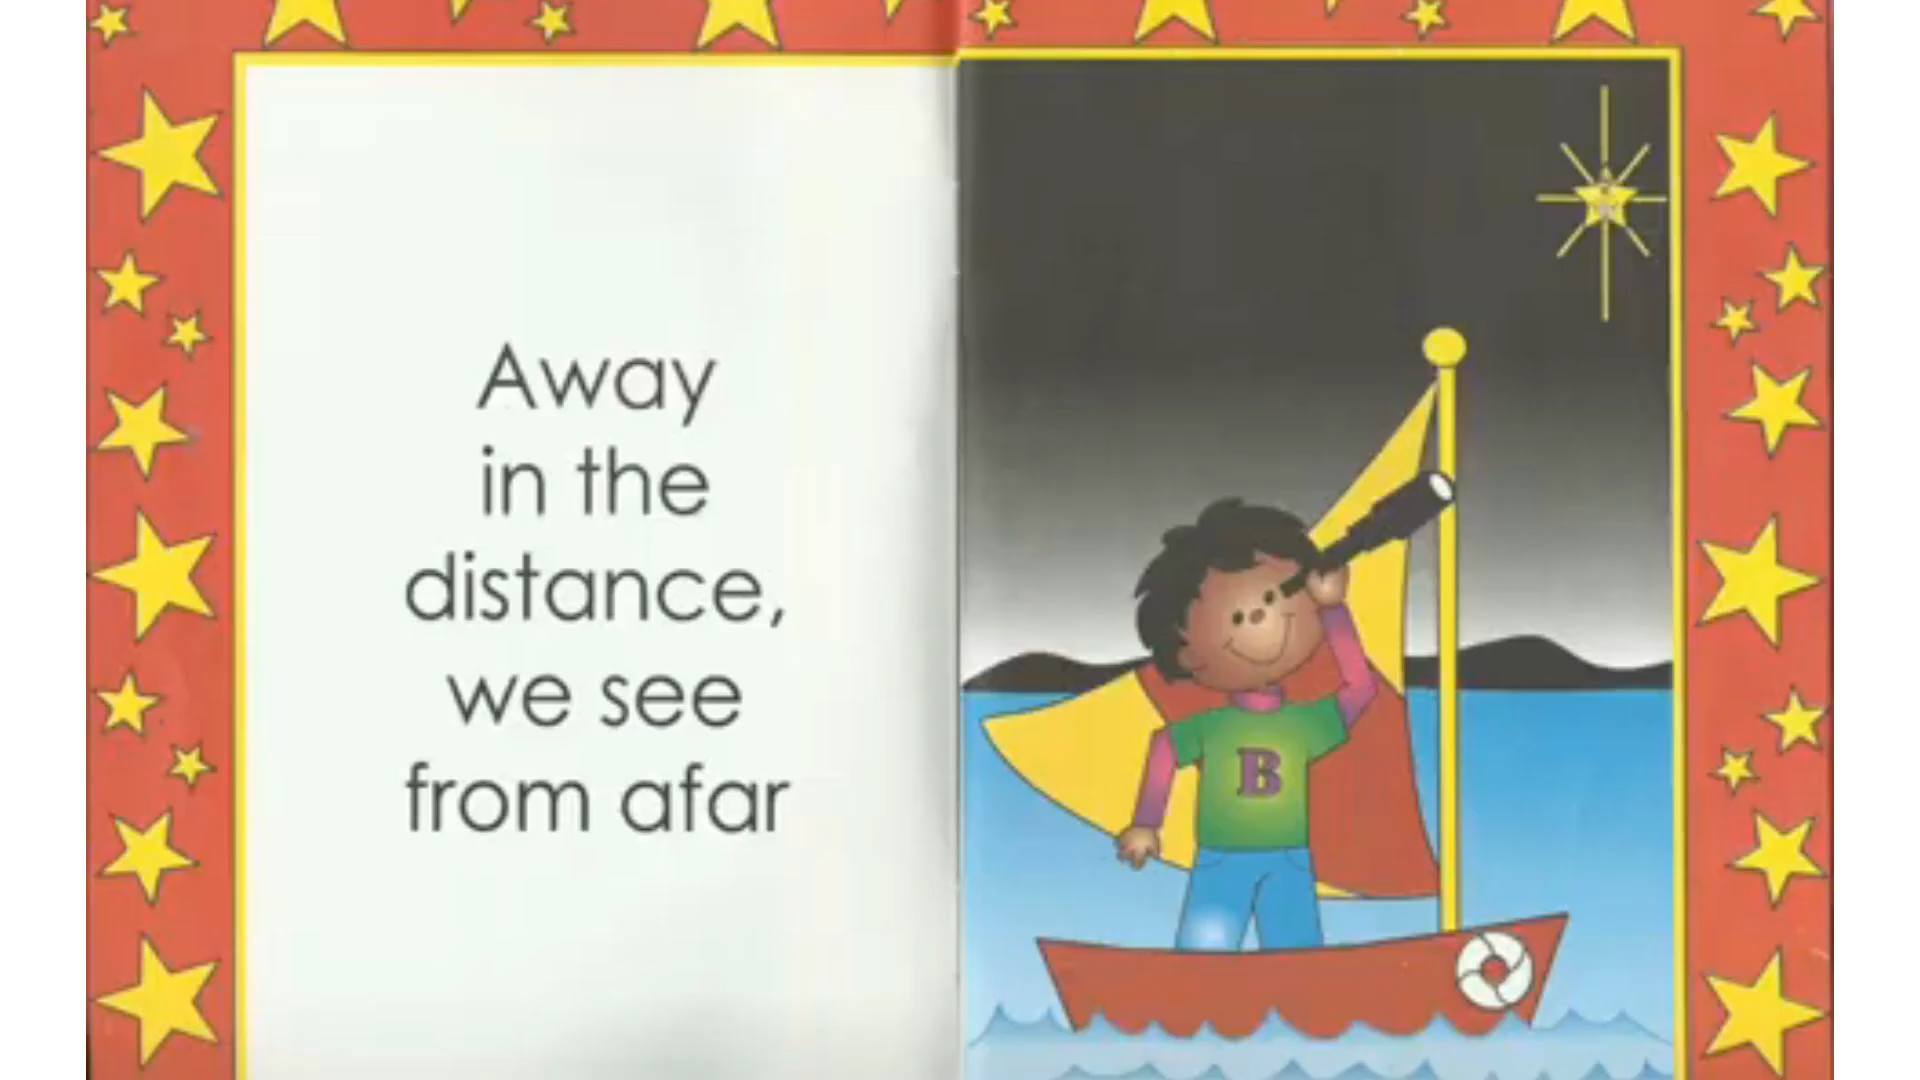 Away
in the
distance,
we see
from afar
B